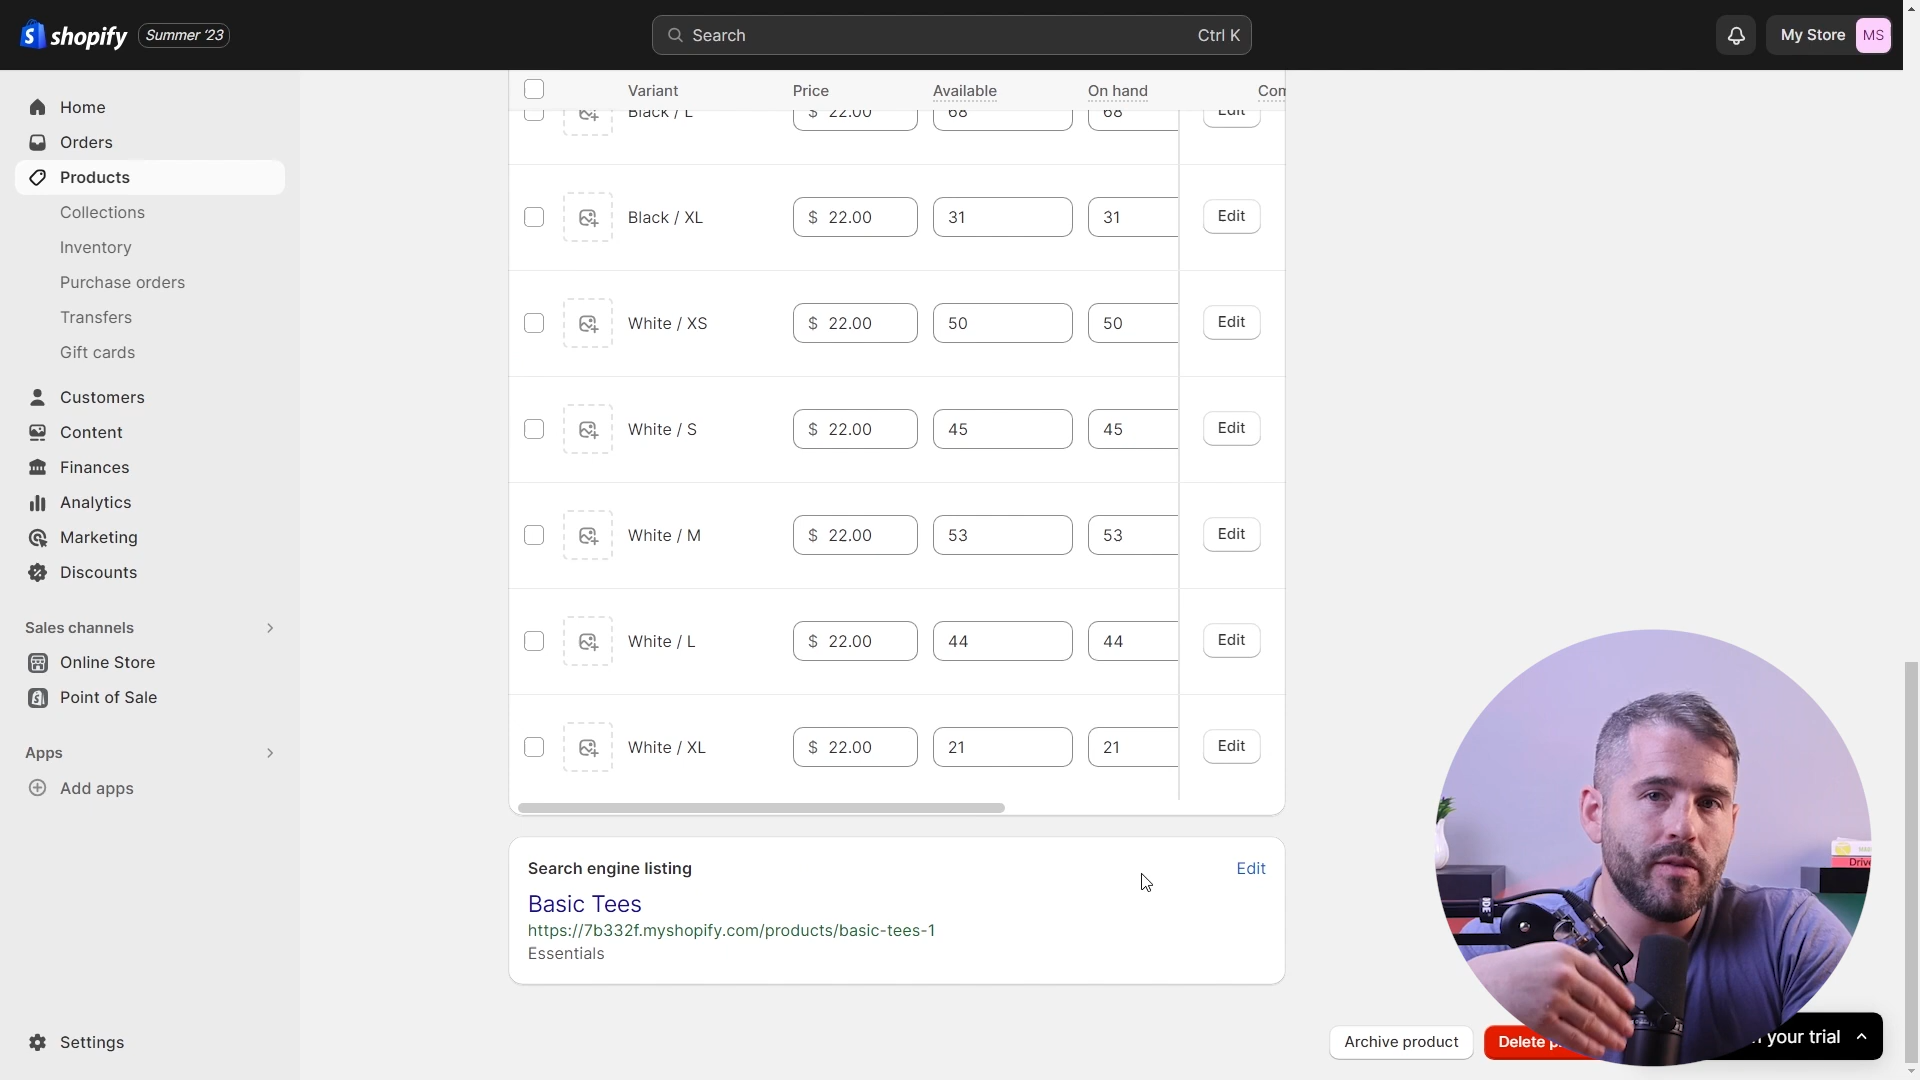 shopify Summer '23 Search Ctrl K My Store MS
Variant Price Available On hand
Home
Orders
Products
Collections
Inventory
Purchase orders
Transfers
Gift cards
Customers
Content
Finances
Analytics
Marketing
Discounts
Sales channels
Online Store
Point of Sale
Apps
Add apps
Settings
Black / L $ 22.00 68 68 Edit
Black / XL $ 22.00 31 31 Edit
White / XS $ 22.00 50 50 Edit
White / S $ 22.00 45 45 Edit
White / M $ 22.00 53 53 Edit
White / L $ 22.00 44 44 Edit
White / XL $ 22.00 21 21 Edit
Search engine listing Edit
Basic Tees
https://7b332f.myshopify.com/products/basic-tees-1
Essentials
Archive product Delete your trial